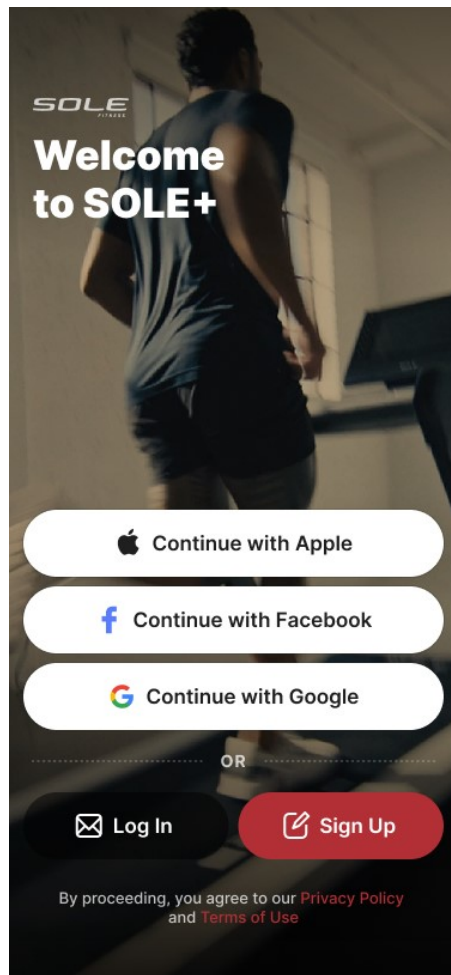 SOLE
FITNESS
Welcome
to SOLE+
Continue with Apple
Continue with Facebook
Continue with Google
OR
Log In
Sign Up
By proceeding, you agree to our Privacy Policy
and Terms of Use